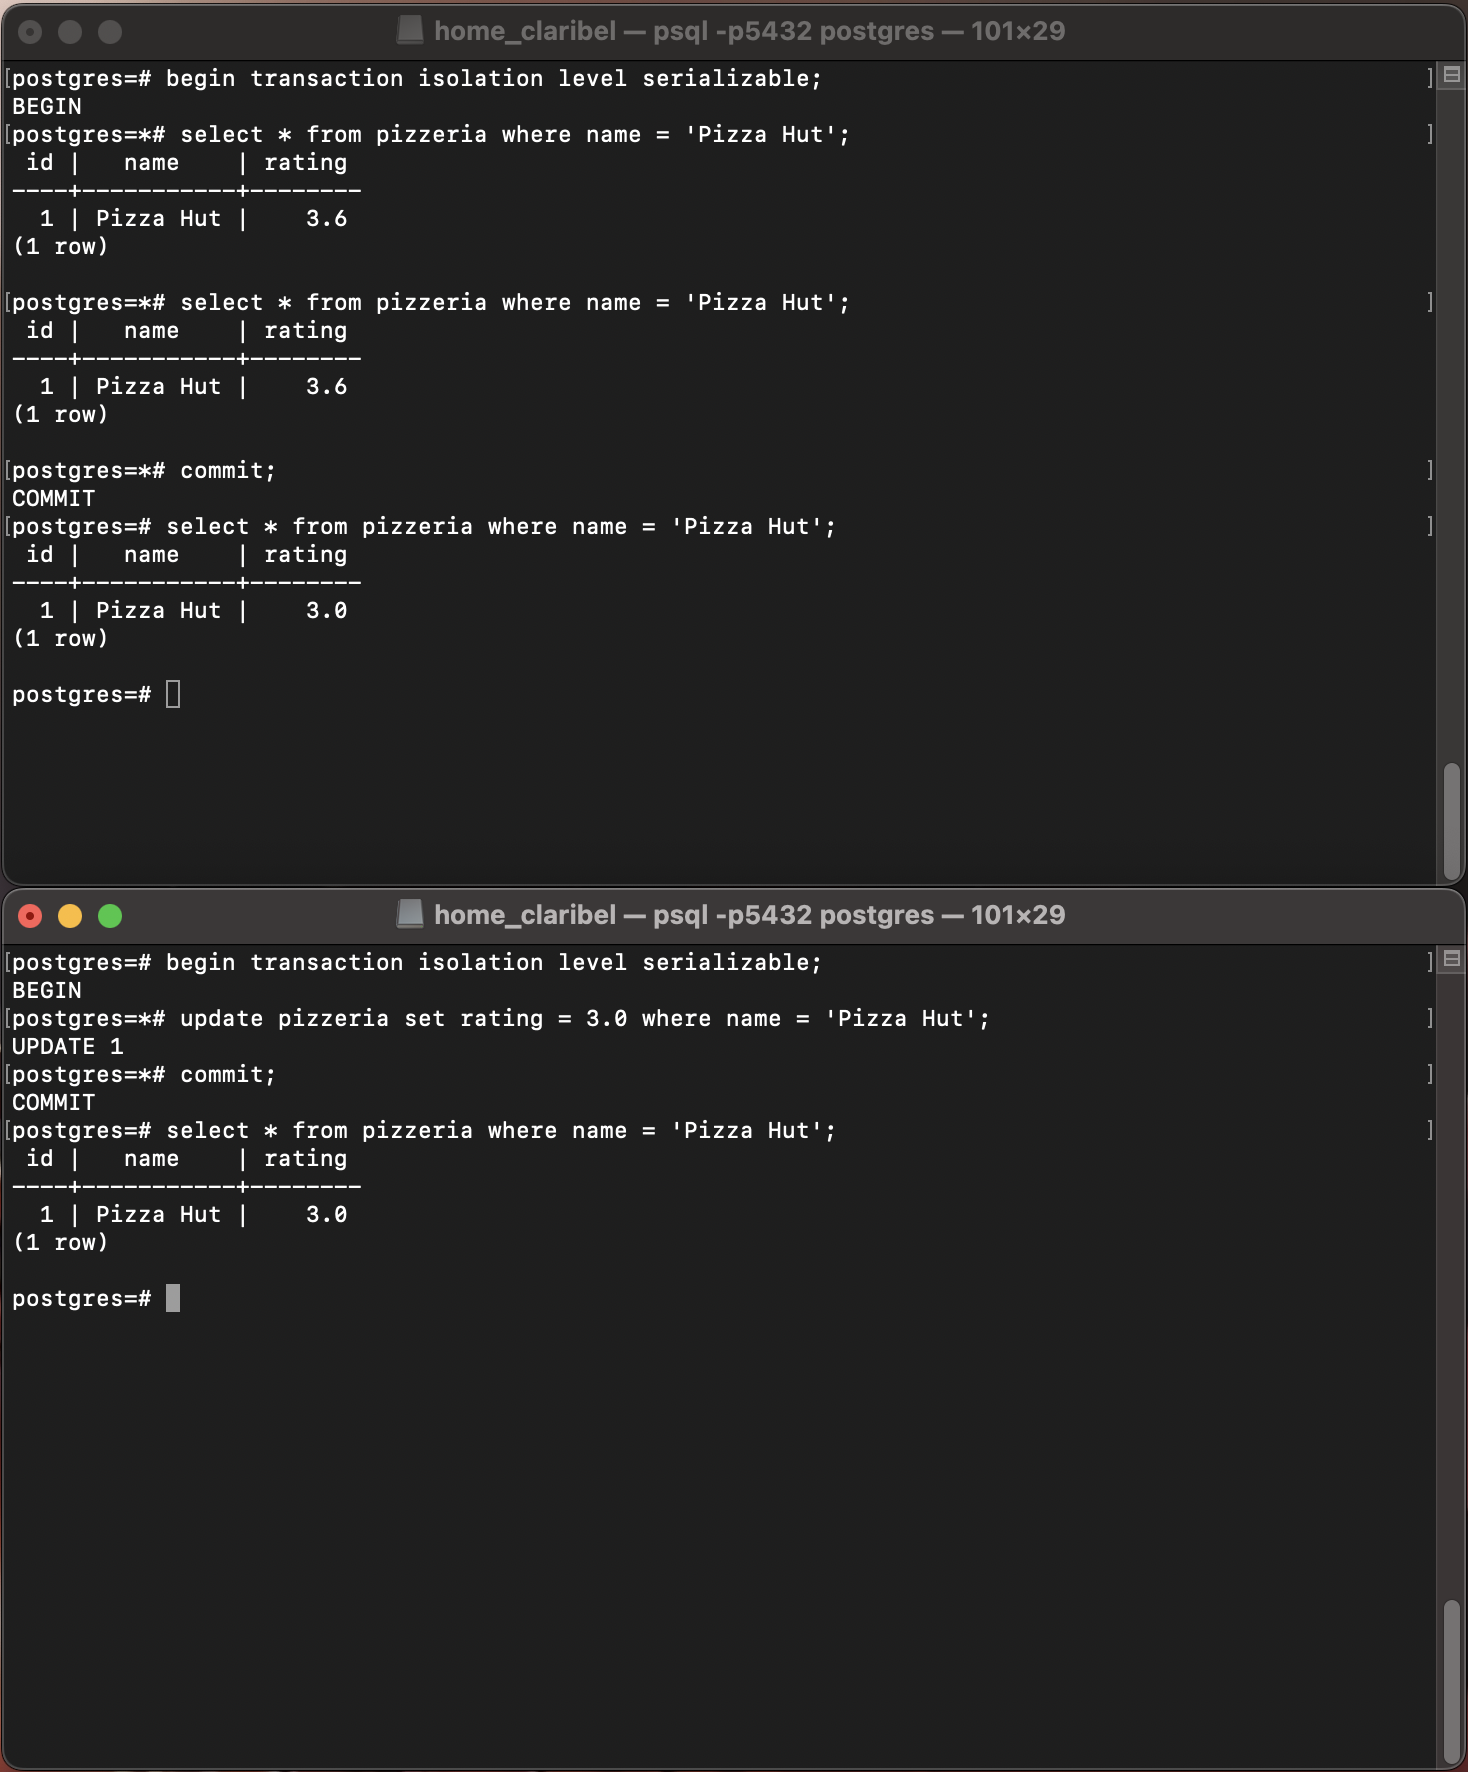 home_claribel — psql -p5432 postgres — 101×29
[postgres=# begin transaction isolation level serializable; ]
BEGIN
[postgres=*# select * from pizzeria where name = 'Pizza Hut'; ]
 id |   name    | rating
----+-----------+--------
  1 | Pizza Hut |    3.6
(1 row)
[postgres=*# select * from pizzeria where name = 'Pizza Hut'; ]
 id |   name    | rating
----+-----------+--------
  1 | Pizza Hut |    3.6
(1 row)
[postgres=*# commit; ]
COMMIT
[postgres=# select * from pizzeria where name = 'Pizza Hut'; ]
 id |   name    | rating
----+-----------+--------
  1 | Pizza Hut |    3.0
(1 row)
postgres=#
home_claribel — psql -p5432 postgres — 101×29
[postgres=# begin transaction isolation level serializable; ]
BEGIN
[postgres=*# update pizzeria set rating = 3.0 where name = 'Pizza Hut'; ]
UPDATE 1
[postgres=*# commit; ]
COMMIT
[postgres=# select * from pizzeria where name = 'Pizza Hut'; ]
 id |   name    | rating
----+-----------+--------
  1 | Pizza Hut |    3.0
(1 row)
postgres=#